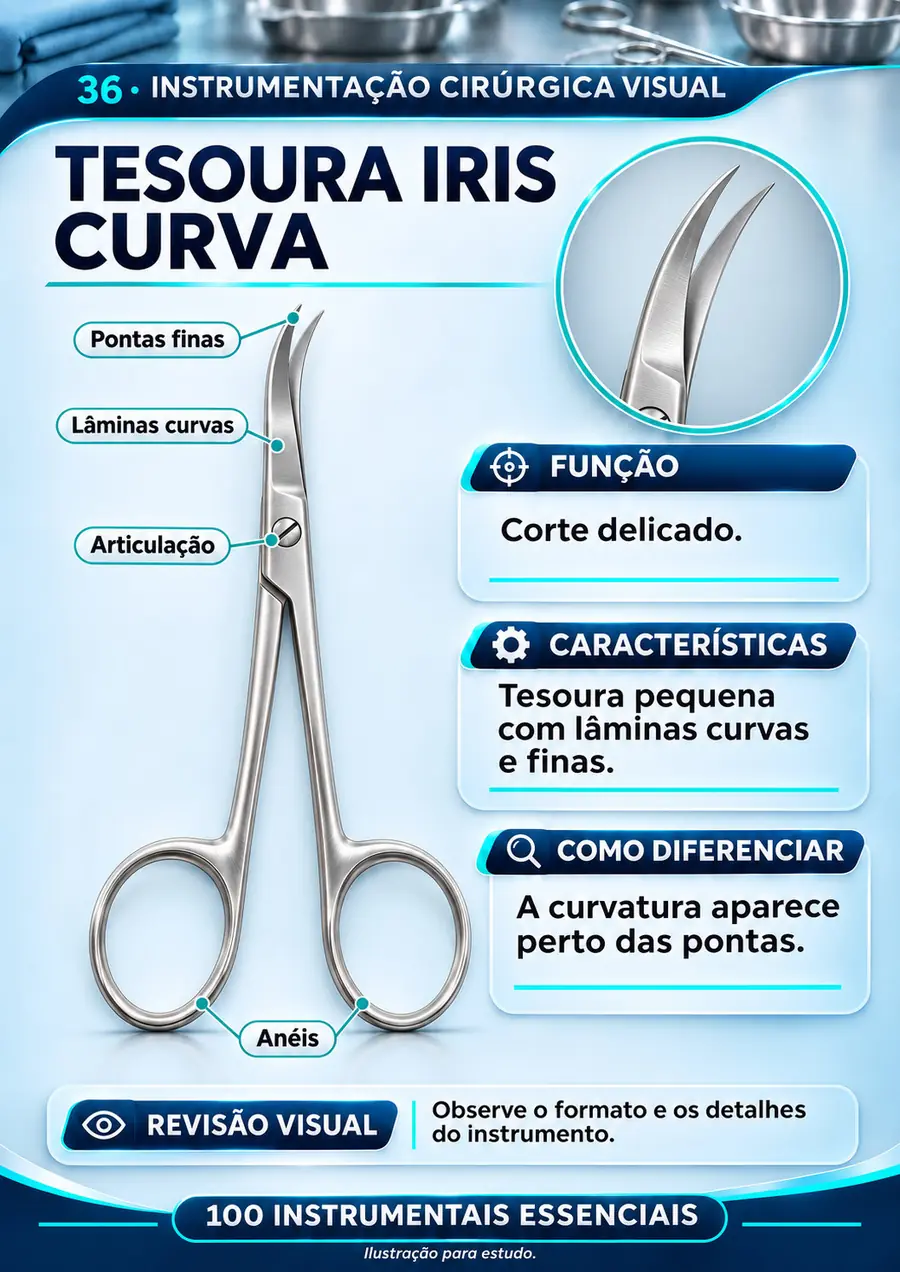 36 · INSTRUMENTAÇÃO CIRÚRGICA VISUAL
TESOURA IRIS
CURVA
Pontas finas
Lâminas curvas
Articulação
Anéis
FUNÇÃO
Corte delicado.
CARACTERÍSTICAS
Tesoura pequena
com lâminas curvas
e finas.
COMO DIFERENCIAR
A curvatura aparece
perto das pontas.
REVISÃO VISUAL
Observe o formato e os detalhes
do instrumento.
100 INSTRUMENTAIS ESSENCIAIS
Ilustração para estudo.